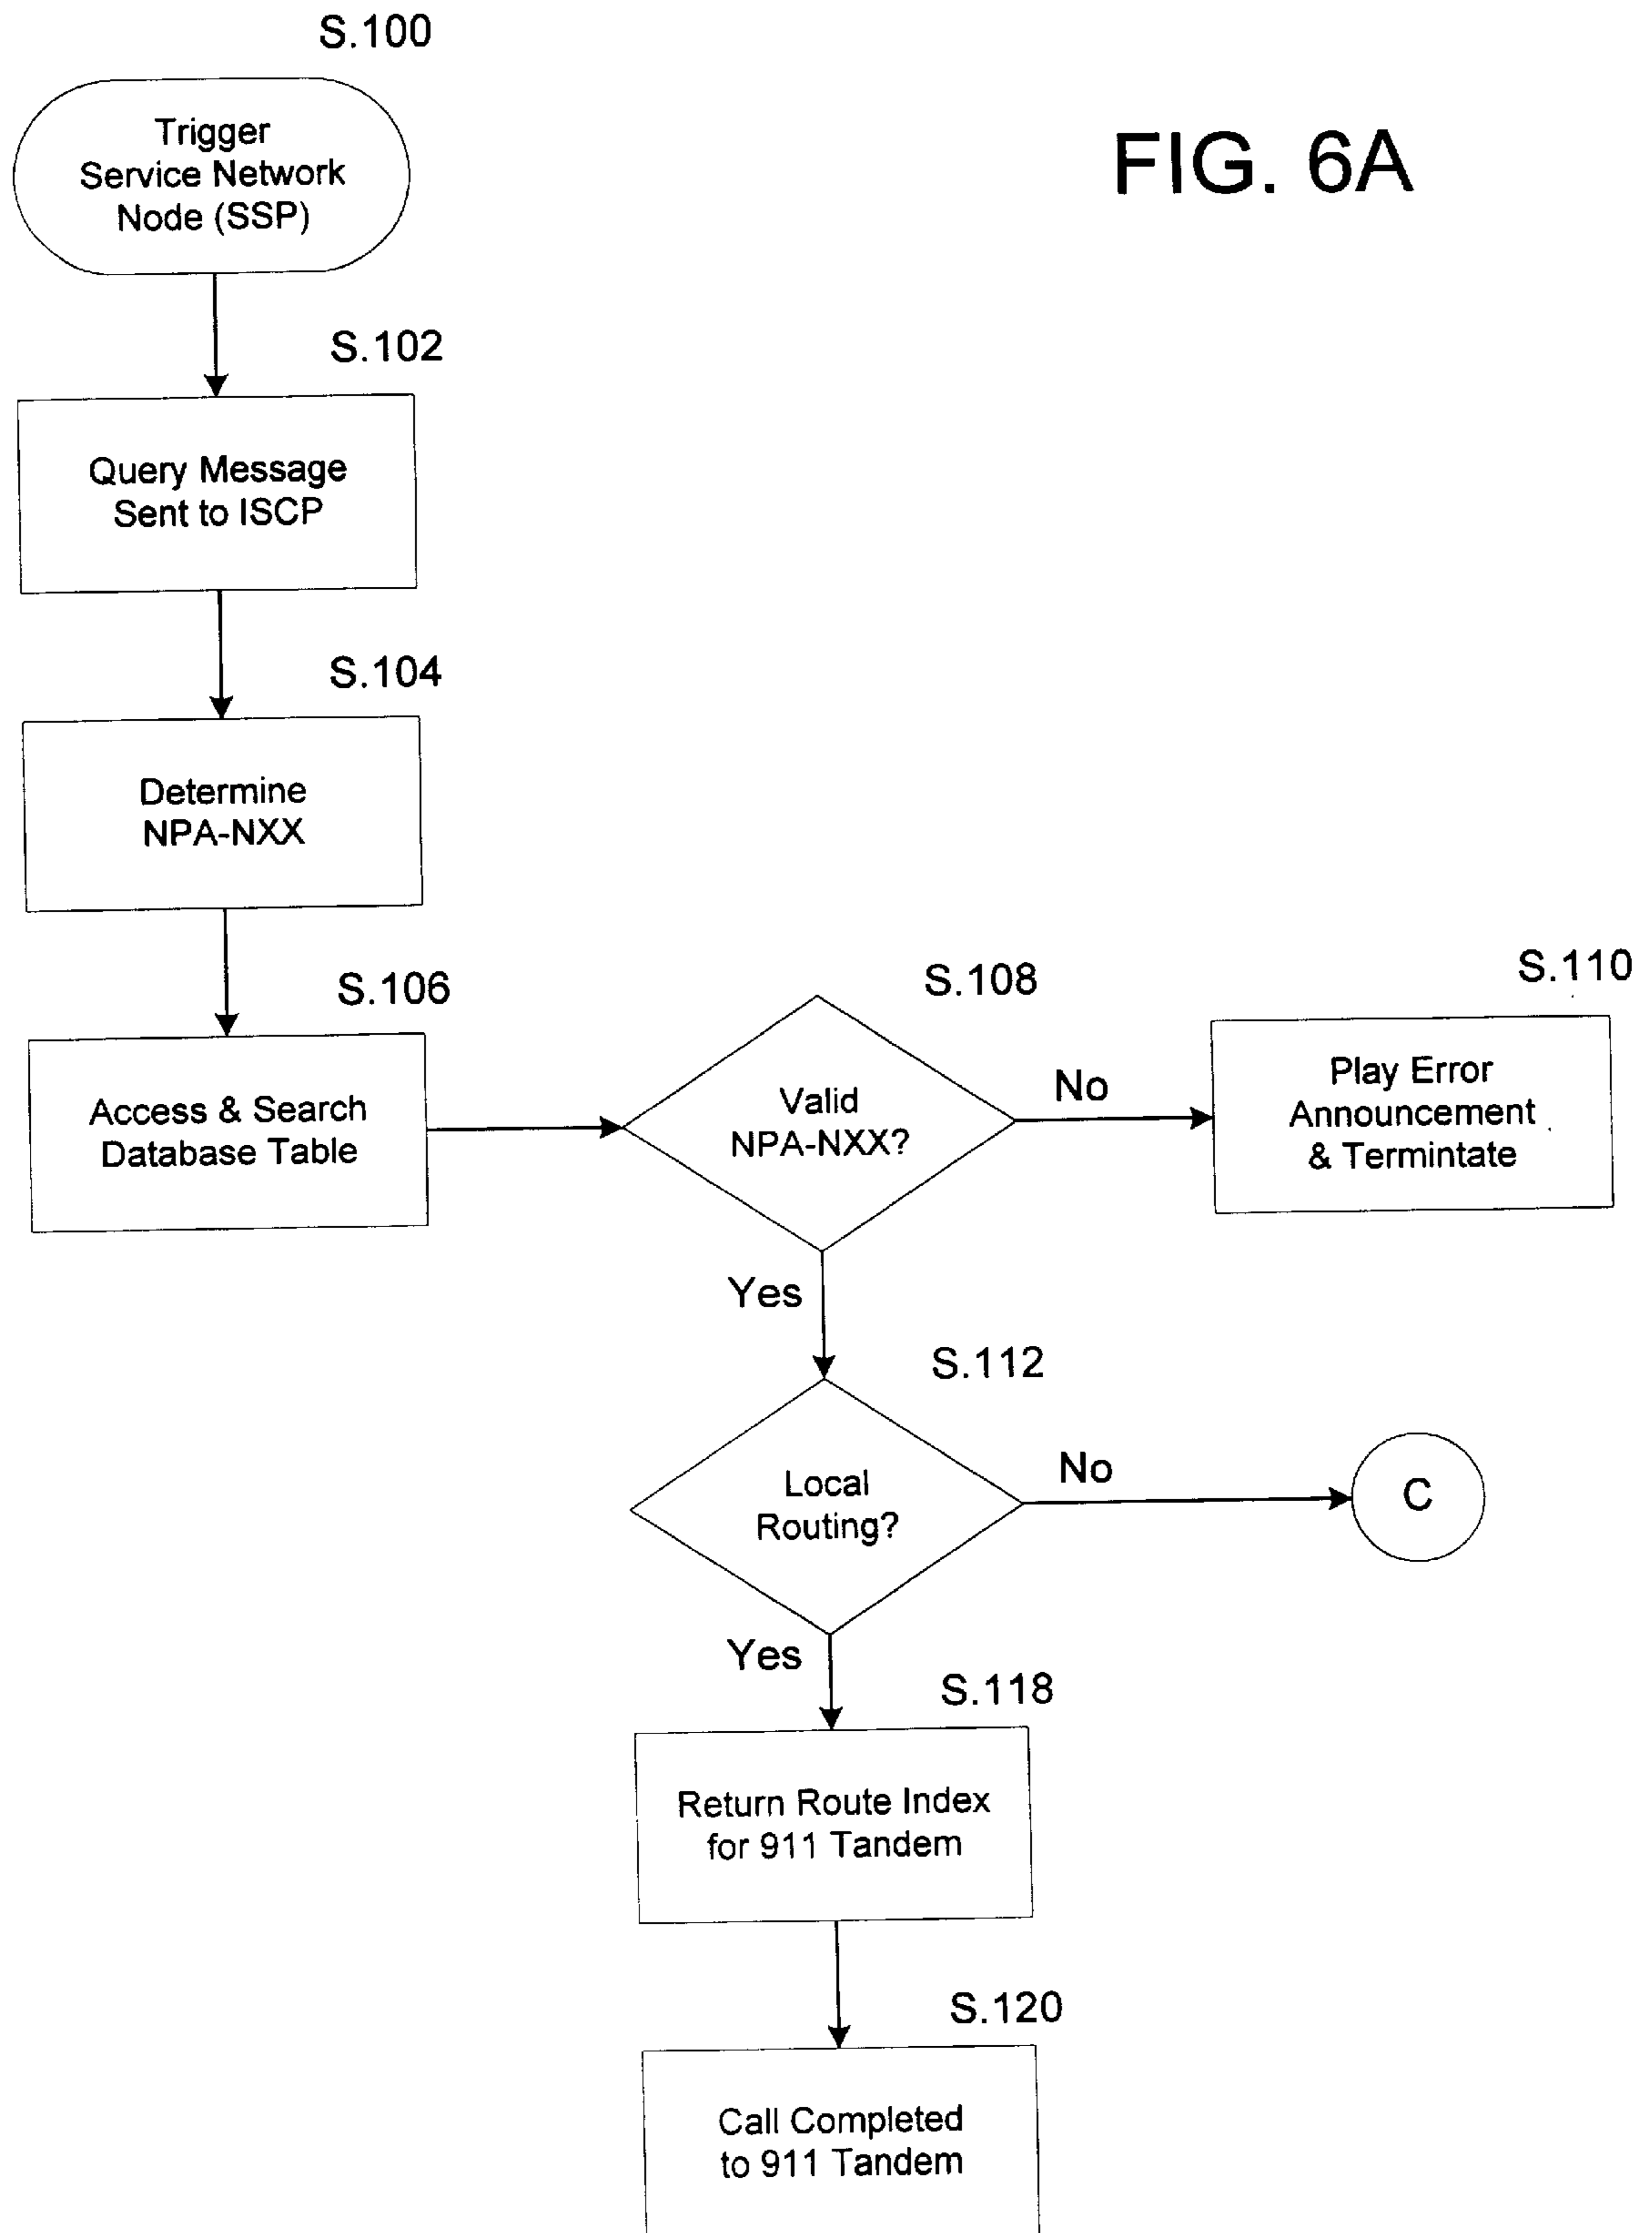 S.100
Trigger
Service Network
Node (SSP)
FIG. 6A
S.102
Query Message
Sent to ISCP
S.104
Determine
NPA-NXX
S.106
Access & Search
Database Table
S.108
Valid
NPA-NXX?
No
S.110
Play Error
Announcement
& Termintate
Yes
S.112
Local
Routing?
No
C
Yes
S.118
Return Route Index
for 911 Tandem
S.120
Call Completed
to 911 Tandem